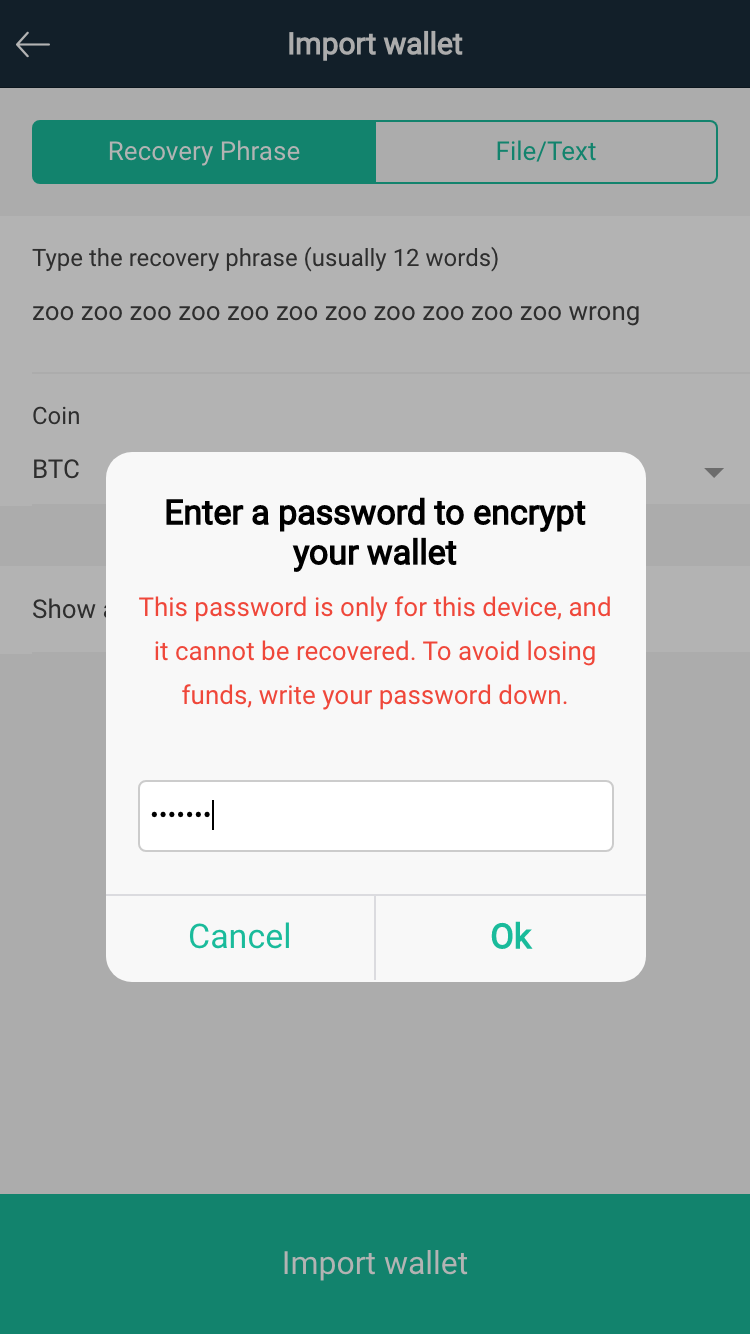 Import wallet
Recovery Phrase
File/Text
Type the recovery phrase (usually 12 words)
zoo zoo zoo zoo zoo zoo zoo zoo zoo zoo zoo wrong
Coin
BTC
Enter a password to encrypt
your wallet
Show
This password is only for this device, and
it cannot be recovered. To avoid losing
funds, write your password down.
•••••••
Cancel
Ok
Import wallet